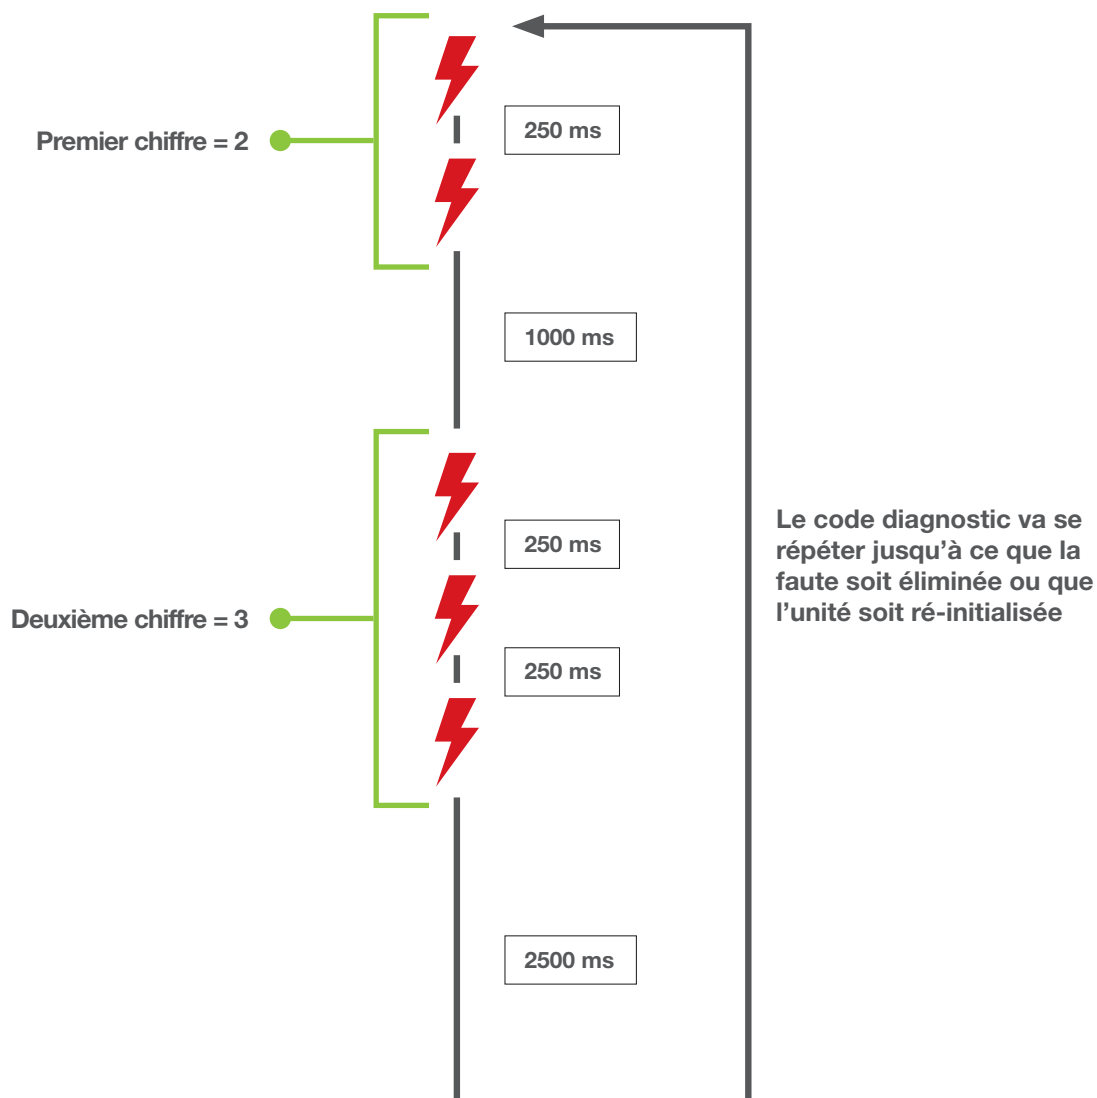 250 ms
Premier chiffre = 2
1000 ms
Le code diagnostic va se
répéter jusqu’à ce que la
faute soit éliminée ou que
l’unité soit ré-initialisée
250 ms
Deuxième chiffre = 3
250 ms
2500 ms